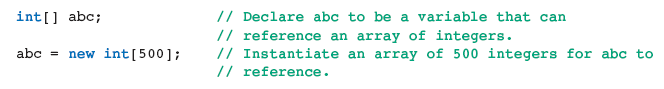 int[] abc;             // Declare abc to be a variable that can
                       // reference an array of integers.
abc = new int[500];    // Instantiate an array of 500 integers for abc to
                       // reference.